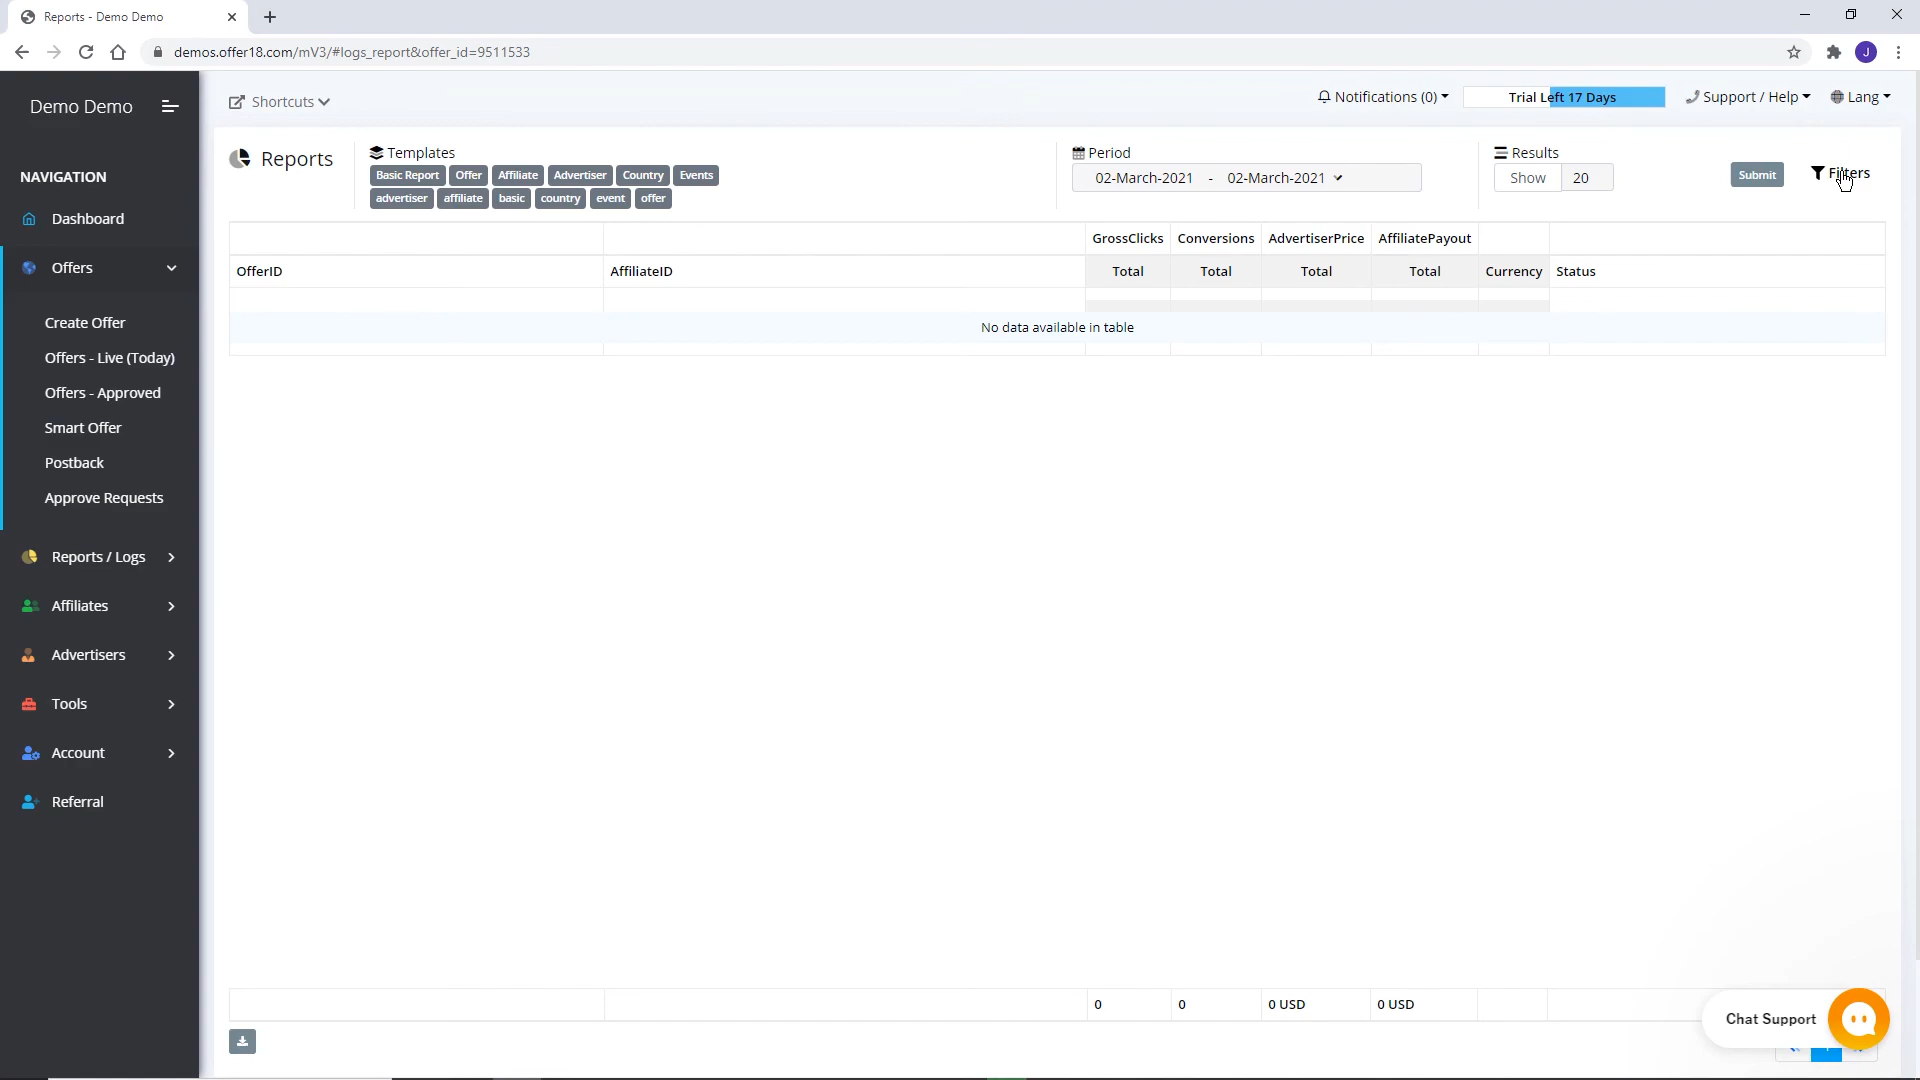 Reports - Demo Demo
demos.offer18.com/mV3/#logs_report&offer_id=9511533
J
Demo Demo
Shortcuts
Notifications (0)
Trial Left 17 Days
Support / Help
Lang
Reports
Templates
Basic Report Offer Affiliate Advertiser Country Events
advertiser affiliate basic country event offer
Period
02-March-2021 - 02-March-2021
Results
Show 20
Submit
Filters
NAVIGATION
Dashboard
Offers
Create Offer
Offers - Live (Today)
Offers - Approved
Smart Offer
Postback
Approve Requests
Reports / Logs
Affiliates
Advertisers
Tools
Account
Referral
GrossClicks Conversions AdvertiserPrice AffiliatePayout
OfferID AffiliateID Total Total Total Total Currency Status
No data available in table
0 0 0 USD 0 USD
Chat Support